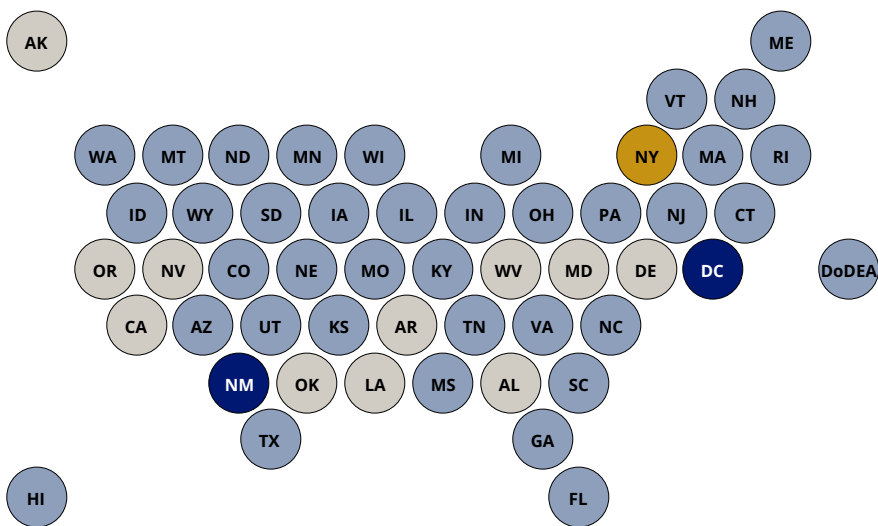 AK ME
VT NH
WA MT ND MN WI MI NY MA RI
ID WY SD IA IL IN OH PA NJ CT
OR NV CO NE MO KY WV MD DE DC DoDEA
CA AZ UT KS AR TN VA NC
NM OK LA MS AL SC
TX GA
HI FL